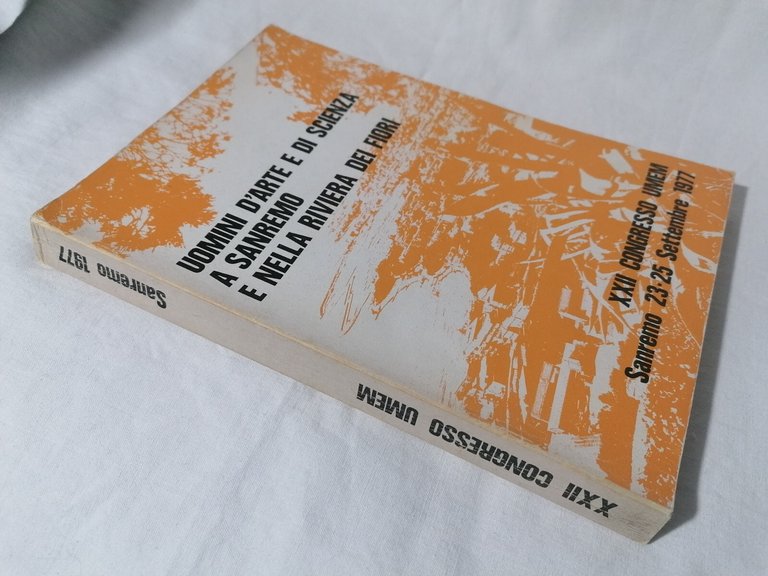 UOMINI D'ARTE E DI SCIENZA
A SANREMO
E NELLA RIVIERA DEI FIORI
XXII CONGRESSO UMEM
Sanremo 23-25 Settembre 1977
XXII CONGRESSO UMEM
Sanremo 1977